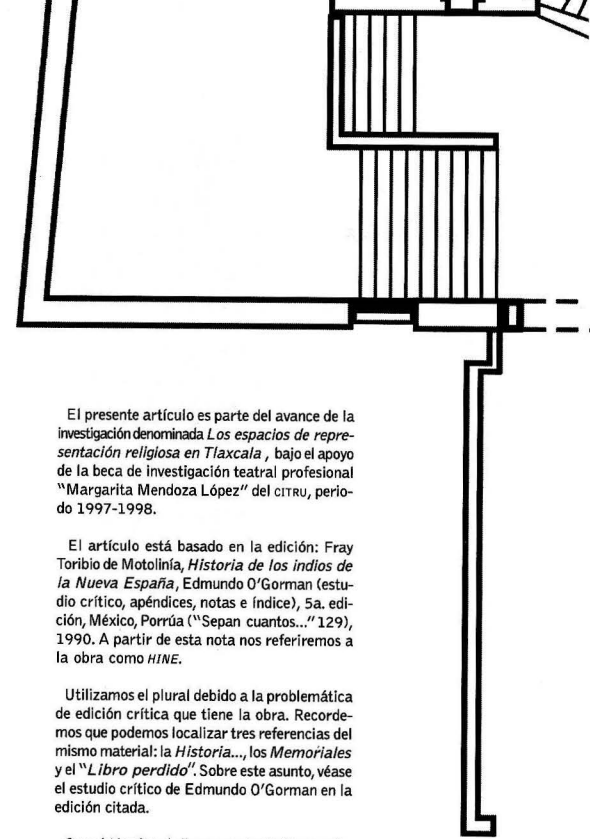 El presente artículo es parte del avance de la
investigación denominada Los espacios de repre-
sentación religiosa en Tlaxcala , bajo el apoyo
de la beca de investigación teatral profesional
“Margarita Mendoza López” del CITRU, perio-
do 1997-1998.
El artículo está basado en la edición: Fray
Toribio de Motolinía, Historia de los indios de
la Nueva España, Edmundo O’Gorman (estu-
dio crítico, apéndices, notas e índice), 5a. edi-
ción, México, Porrúa (“Sepan cuantos...” 129),
1990. A partir de esta nota nos referiremos a
la obra como HINE.
Utilizamos el plural debido a la problemática
de edición crítica que tiene la obra. Recorde-
mos que podemos localizar tres referencias del
mismo material: la Historia..., los Memoriales
y el “Libro perdido”. Sobre este asunto, véase
el estudio crítico de Edmundo O’Gorman en la
edición citada.